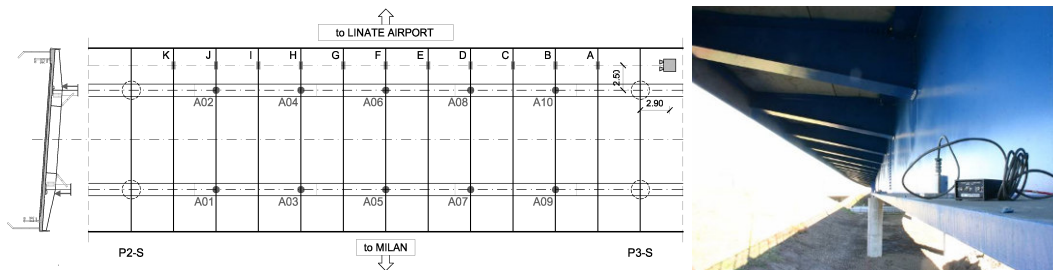 to LINATE AIRPORT
K J I H G F E D C B A
2.50
A02 A04 A06 A08 A10
2.90
A01 A03 A05 A07 A09
P2-S to MILAN P3-S